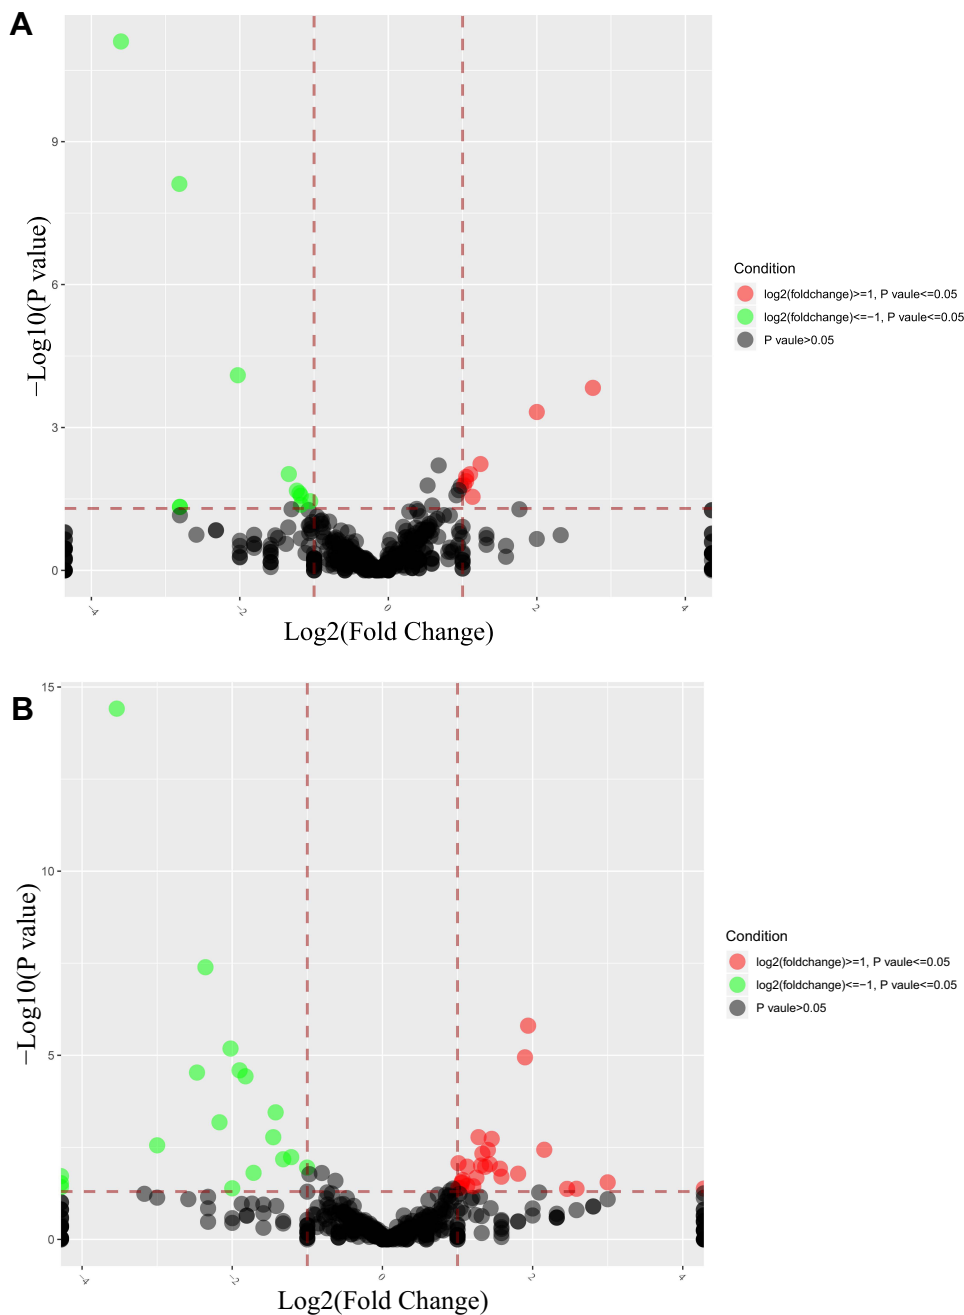 A
9
6
3
0
−Log10(P value)
−4
−2
0
2
4
Log2(Fold Change)
Condition
log2(foldchange)>=1, P vaule<=0.05
log2(foldchange)<=−1, P vaule<=0.05
P vaule>0.05
B
15
10
5
0
−Log10(P value)
−4
−2
0
2
4
Log2(Fold Change)
Condition
log2(foldchange)>=1, P vaule<=0.05
log2(foldchange)<=−1, P vaule<=0.05
P vaule>0.05